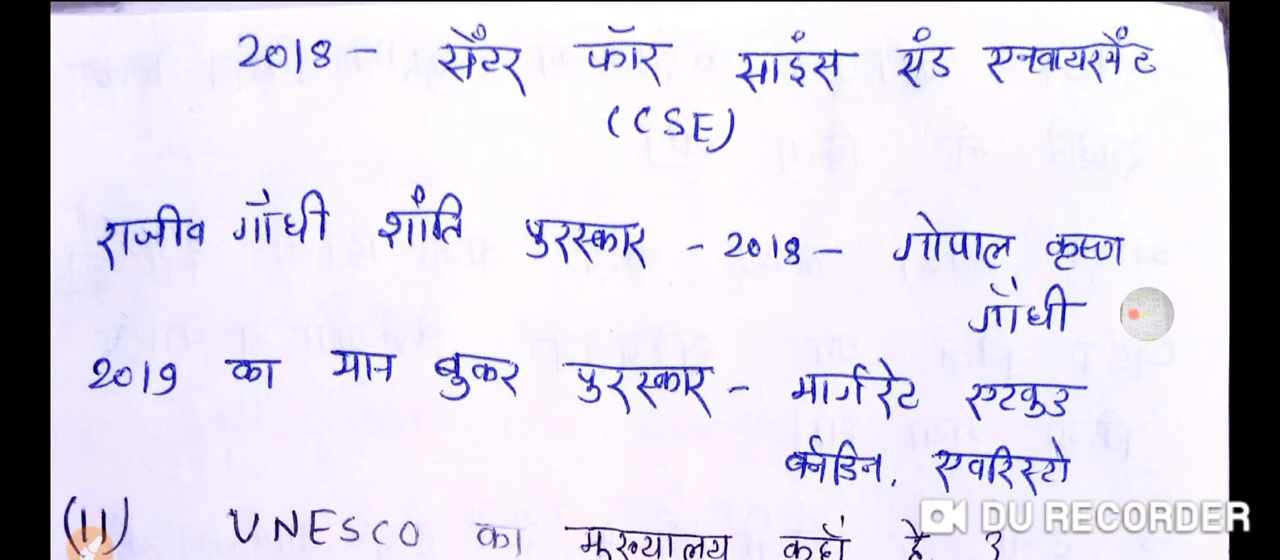 2018 - सेंटर फॉर साइंस एंड एनवायरमेंट
(CSE)
राजीव गाँधी शांति पुरस्कार - 2018 - गोपाल कृष्ण
गाँधी
2019 का मान बुकर पुरस्कार - मार्गरेट एटवुड
बर्नाडिन, एवरिस्टो
(11) UNESCO का मुख्यालय कहाँ है ?
DU RECORDER